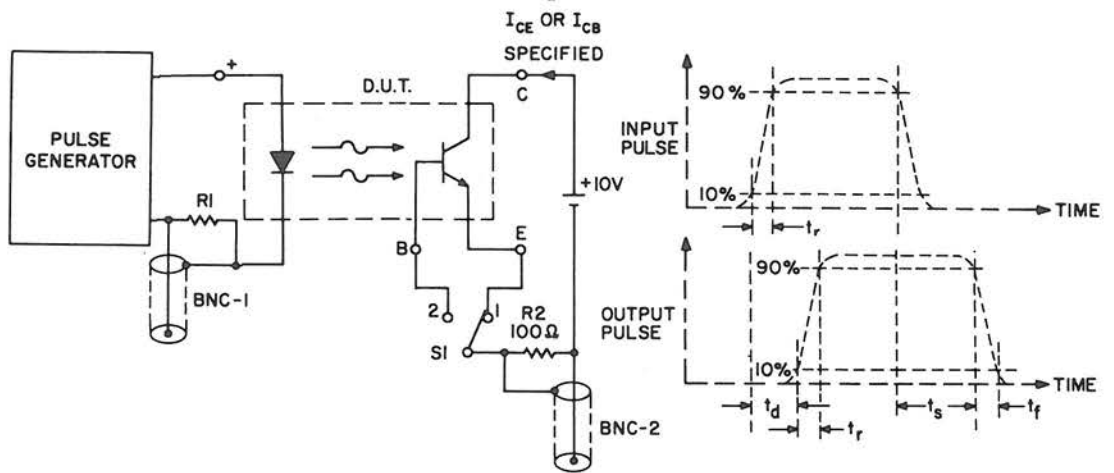 I_CE OR I_CB
SPECIFIED
+
C
D.U.T.
PULSE
GENERATOR
R1
BNC-1
B
E
+10V
2
1
S1
R2
100Ω
BNC-2
90%
INPUT
PULSE
10%
TIME
t_r
90%
OUTPUT
PULSE
10%
TIME
t_d
t_r
t_s
t_f